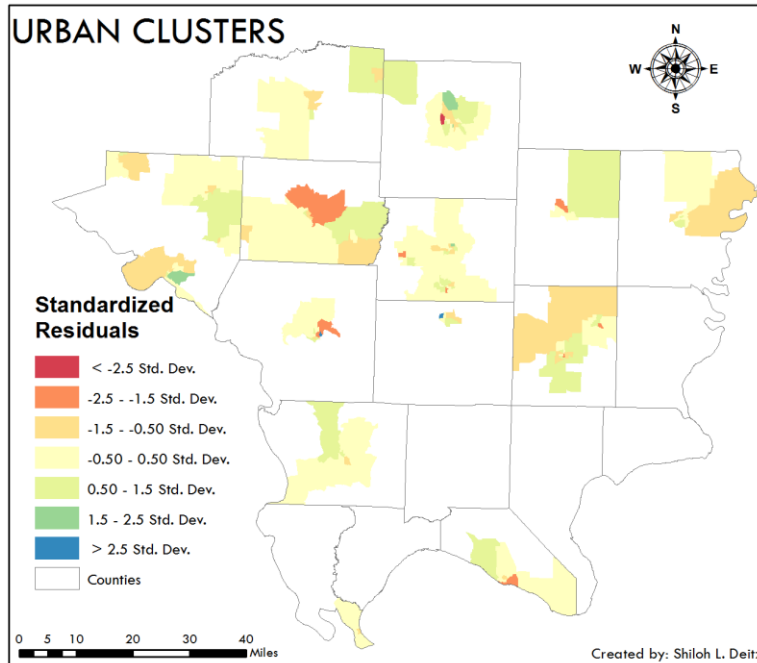 URBAN CLUSTERS
N
W E
S
Standardized
Residuals
< -2.5 Std. Dev.
-2.5 - -1.5 Std. Dev.
-1.5 - -0.50 Std. Dev.
-0.50 - 0.50 Std. Dev.
0.50 - 1.5 Std. Dev.
1.5 - 2.5 Std. Dev.
> 2.5 Std. Dev.
Counties
0 5 10 20 30 40
Miles
Created by: Shiloh L. Deitz